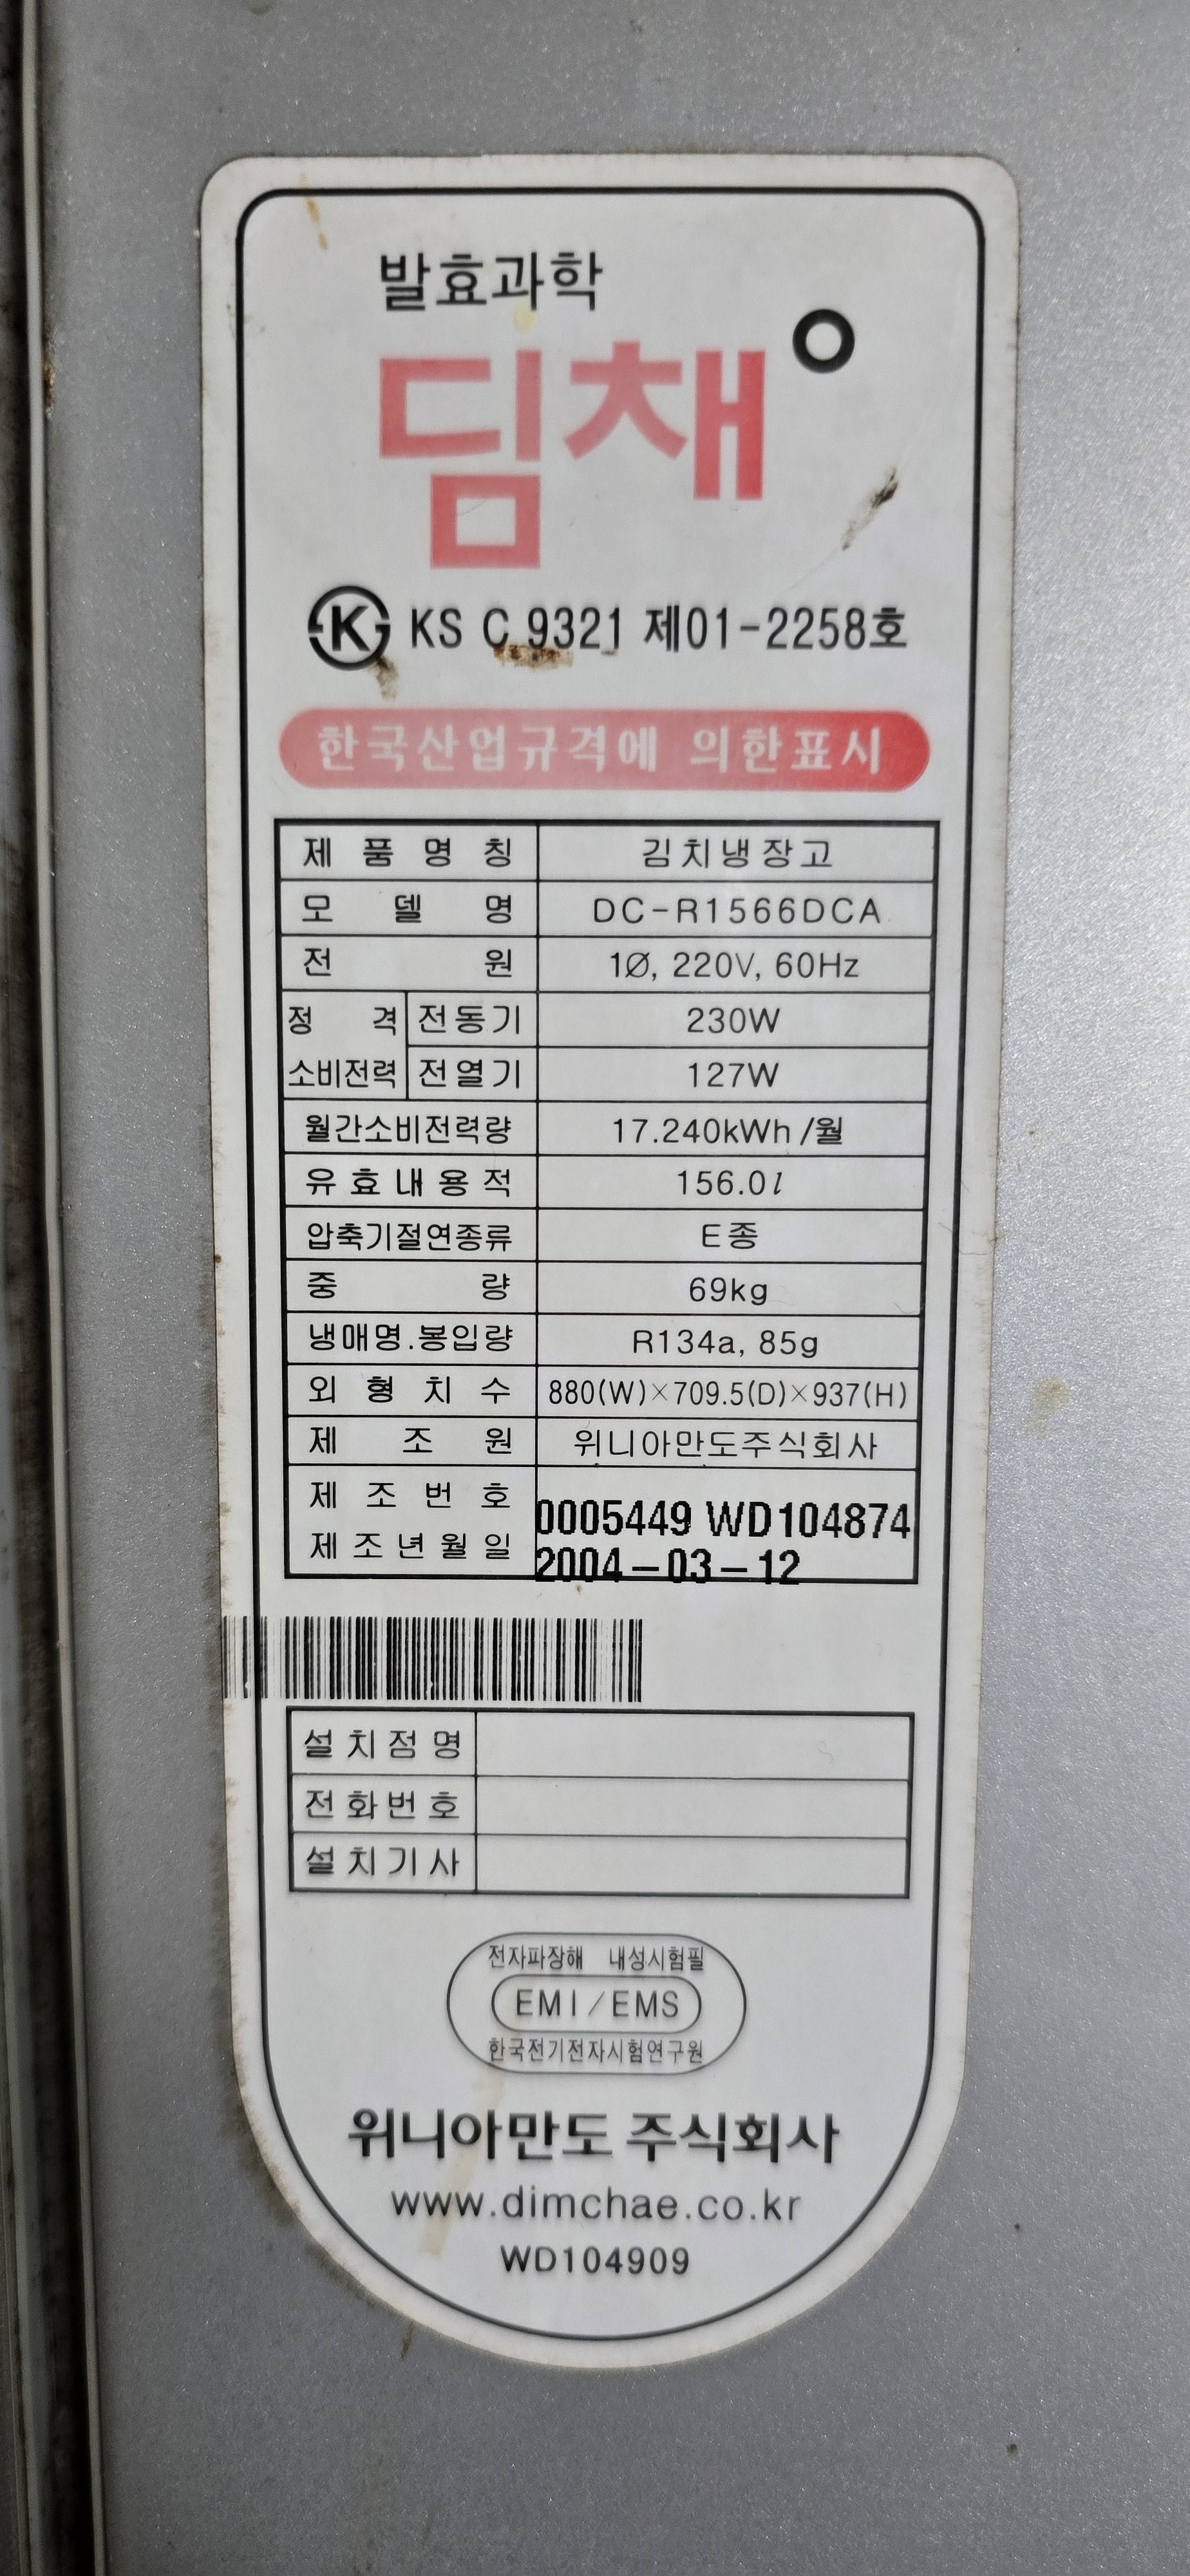 발효과학
딤채
KS C 9321 제01-2258호
한국산업규격에 의한표시
제품명칭 김치냉장고
모델명 DC-R1566DCA
전원 1Ø, 220V, 60Hz
정격 전동기 230W
소비전력 전열기 127W
월간소비전력량 17.240kWh/월
유효내용적 156.0ℓ
압축기절연종류 E종
중량 69kg
냉매명.봉입량 R134a, 85g
외형치수 880(W)×709.5(D)×937(H)
제조원 위니아만도주식회사
제조번호 0005449 WD104874
제조년월일 2004-03-12
설치점명
전화번호
설치기사
전자파장해 내성시험필
EMI/EMS
한국전기전자시험연구원
위니아만도 주식회사
www.dimchae.co.kr
WD104909